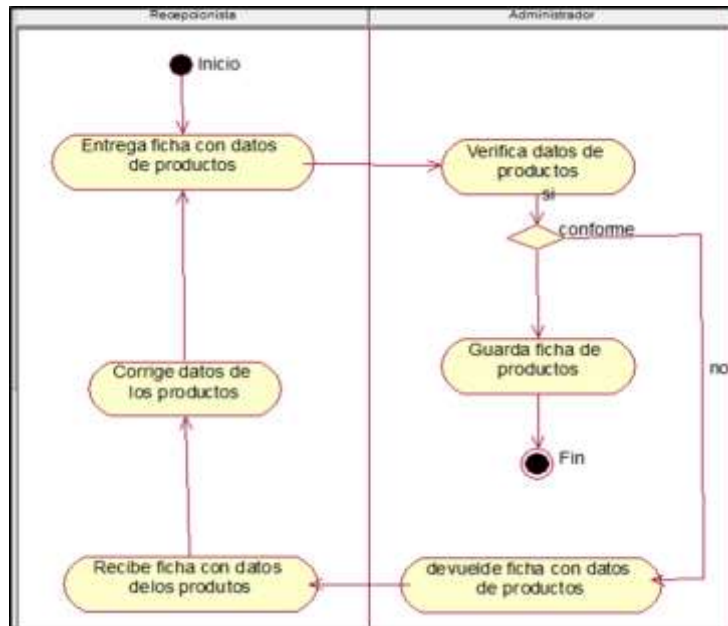 Recepcionista
Administrador
Inicio
Entrega ficha con datos
de productos
Verifica datos de
productos
si
conforme
Guarda ficha de
productos
no
Corrige datos de
los productos
Fin
Recibe ficha con datos
delos produtos
devuelde ficha con datos
de productos